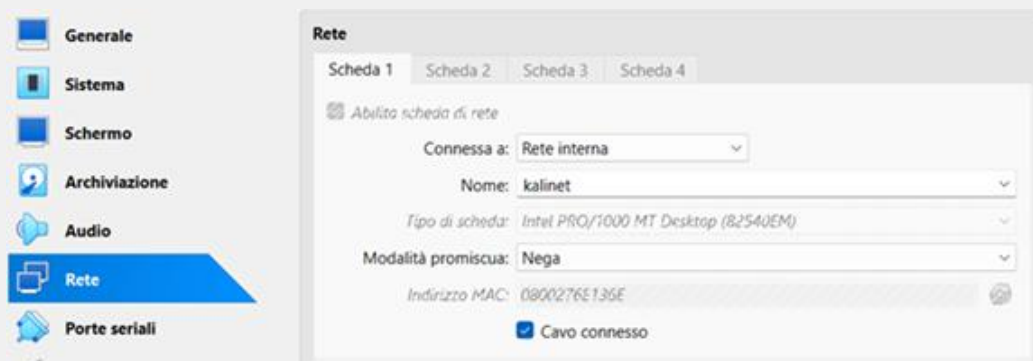 Generale
Sistema
Schermo
Archiviazione
Audio
Rete
Porte seriali
Rete
Scheda 1 Scheda 2 Scheda 3 Scheda 4
Abilita scheda di rete
Connessa a: Rete interna
Nome: kalinet
Tipo di scheda: Intel PRO/1000 MT Desktop (82540EM)
Modalità promiscua: Nega
Indirizzo MAC: 0800276E136E
Cavo connesso